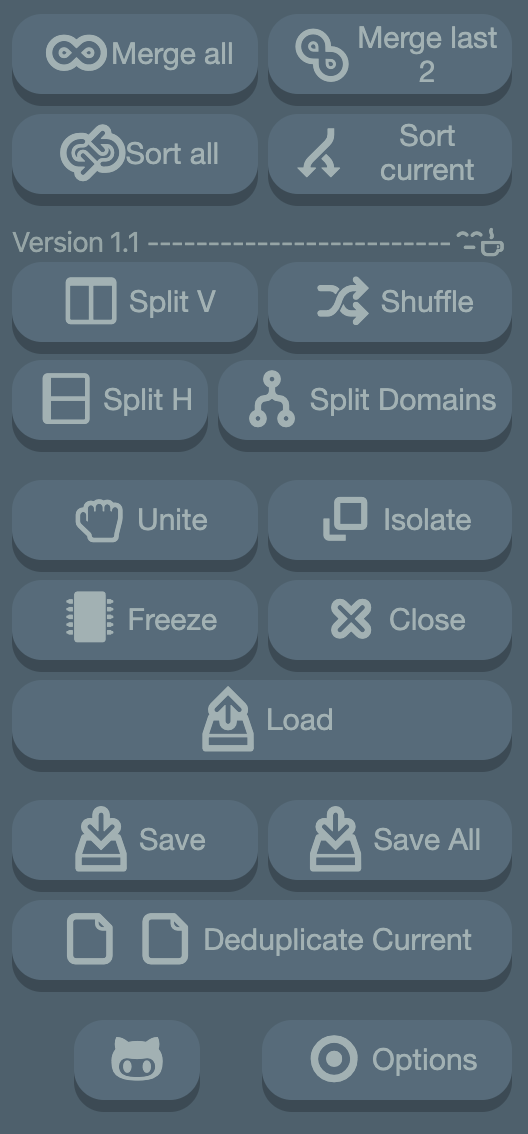 Merge all
Merge last
2
Sort all
Sort
current
Version 1.1 -------------------------
Split V
Shuffle
Split H
Split Domains
Unite
Isolate
Freeze
Close
Load
Save
Save All
Deduplicate Current
Options